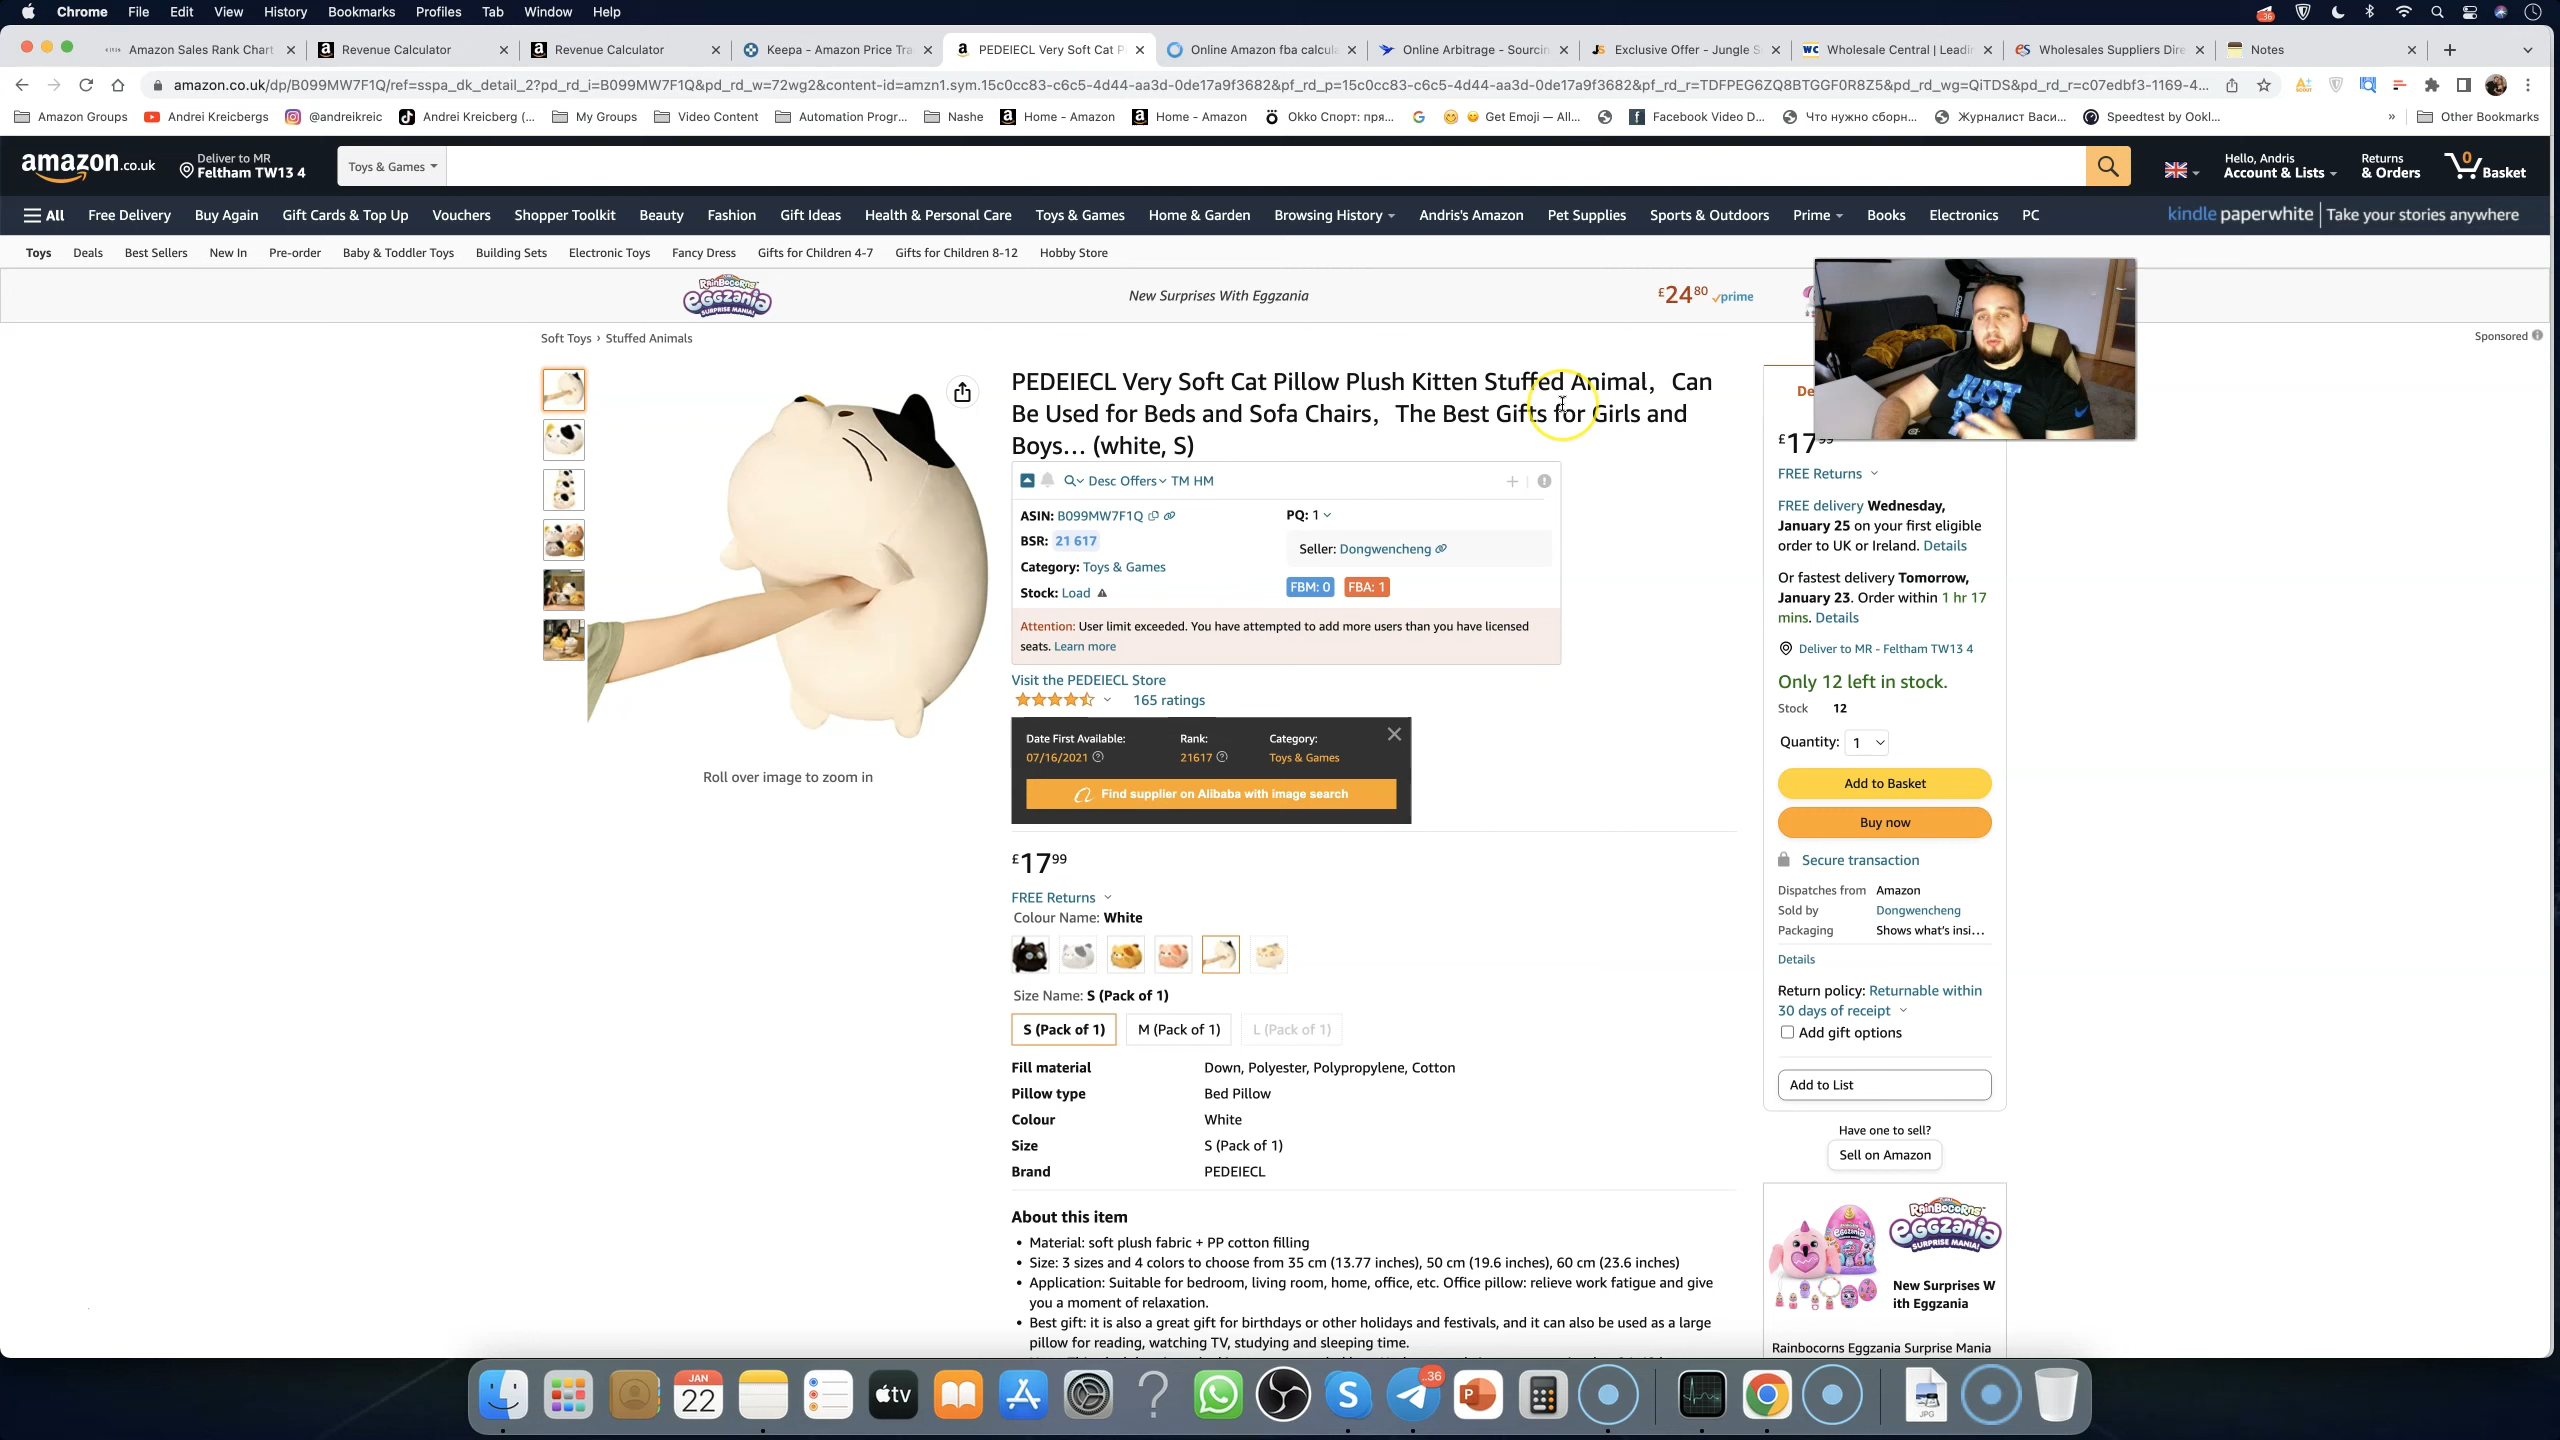 Chrome File Edit View History Bookmarks Profiles Tab Window Help
36
Amazon Sales Rank Chart Revenue Calculator Revenue Calculator Keepa - Amazon Price Tra PEDEIECL Very Soft Cat P Online Amazon fba calcula Online Arbitrage - Sourcin Exclusive Offer - Jungle S Wholesale Central | Leadi Wholesales Suppliers Dire Notes
amazon.co.uk/dp/B099MW7F1Q/ref=sspa_dk_detail_2?pd_rd_i=B099MW7F1Q&pd_rd_w=72wg2&content-id=amzn1.sym.15c0cc83-c6c5-4d44-aa3d-0de17a9f3682&pf_rd_p=15c0cc83-c6c5-4d44-aa3d-0de17a9f3682&pf_rd_r=TDFPEG6ZQ8BTGGF0R8Z5&pd_rd_wg=QiTDS&pd_rd_r=c07edbf3-1169-4...
Amazon Groups Andrei Kreicbergs @andreikreic Andrei Kreicberg (... My Groups Video Content Automation Progr... Nashe Home - Amazon Home - Amazon Okko Спорт: пря... Get Emoji — All... Facebook Video D... Что нужно сборн... Журналист Васи... Speedtest by Ookl... » Other Bookmarks
amazon.co.uk Deliver to MR Feltham TW13 4 Toys & Games Hello, Andris Account & Lists Returns & Orders 0 Basket
All Free Delivery Buy Again Gift Cards & Top Up Vouchers Shopper Toolkit Beauty Fashion Gift Ideas Health & Personal Care Toys & Games Home & Garden Browsing History Andris's Amazon Pet Supplies Sports & Outdoors Prime Books Electronics PC kindle paperwhite | Take your stories anywhere
Toys Deals Best Sellers New In Pre-order Baby & Toddler Toys Building Sets Electronic Toys Fancy Dress Gifts for Children 4-7 Gifts for Children 8-12 Hobby Store
RainBocoRns eggzania SURPRISE MANIA! New Surprises With Eggzania £24.80 prime
Sponsored
Soft Toys › Stuffed Animals
PEDEIECL Very Soft Cat Pillow Plush Kitten Stuffed Animal, Can
Be Used for Beds and Sofa Chairs, The Best Gifts for Girls and
Boys... (white, S)
Desc Offers TM HM
ASIN: B099MW7F1Q PQ: 1
BSR: 21 617
Seller: Dongwencheng
Category: Toys & Games
FBM: 0 FBA: 1
Stock: Load
Attention: User limit exceeded. You have attempted to add more users than you have licensed
seats. Learn more
Visit the PEDEIECL Store
165 ratings
Date First Available: Rank: Category:
07/16/2021 21617 Toys & Games
Find supplier on Alibaba with image search
Roll over image to zoom in
£17.99
FREE Returns
Colour Name: White
Size Name: S (Pack of 1)
S (Pack of 1) M (Pack of 1) L (Pack of 1)
Fill material Down, Polyester, Polypropylene, Cotton
Pillow type Bed Pillow
Colour White
Size S (Pack of 1)
Brand PEDEIECL
About this item
• Material: soft plush fabric + PP cotton filling
• Size: 3 sizes and 4 colors to choose from 35 cm (13.77 inches), 50 cm (19.6 inches), 60 cm (23.6 inches)
• Application: Suitable for bedroom, living room, home, office, etc. Office pillow: relieve work fatigue and give
you a moment of relaxation.
• Best gift: it is also a great gift for birthdays or other holidays and festivals, and it can also be used as a large
pillow for reading, watching TV, studying and sleeping time.
De
JUST
£17.99
FREE Returns
FREE delivery Wednesday,
January 25 on your first eligible
order to UK or Ireland. Details
Or fastest delivery Tomorrow,
January 23. Order within 1 hr 17
mins. Details
Deliver to MR - Feltham TW13 4
Only 12 left in stock.
Stock 12
Quantity: 1
Add to Basket
Buy now
Secure transaction
Dispatches from Amazon
Sold by Dongwencheng
Packaging Shows what's insi...
Details
Return policy: Returnable within
30 days of receipt
Add gift options
Add to List
Have one to sell?
Sell on Amazon
RainBocoRns
eggzania
SURPRISE MANIA!
New Surprises W
ith Eggzania
Rainbocorns Eggzania Surprise Mania
JAN
22
tv
36
JPG